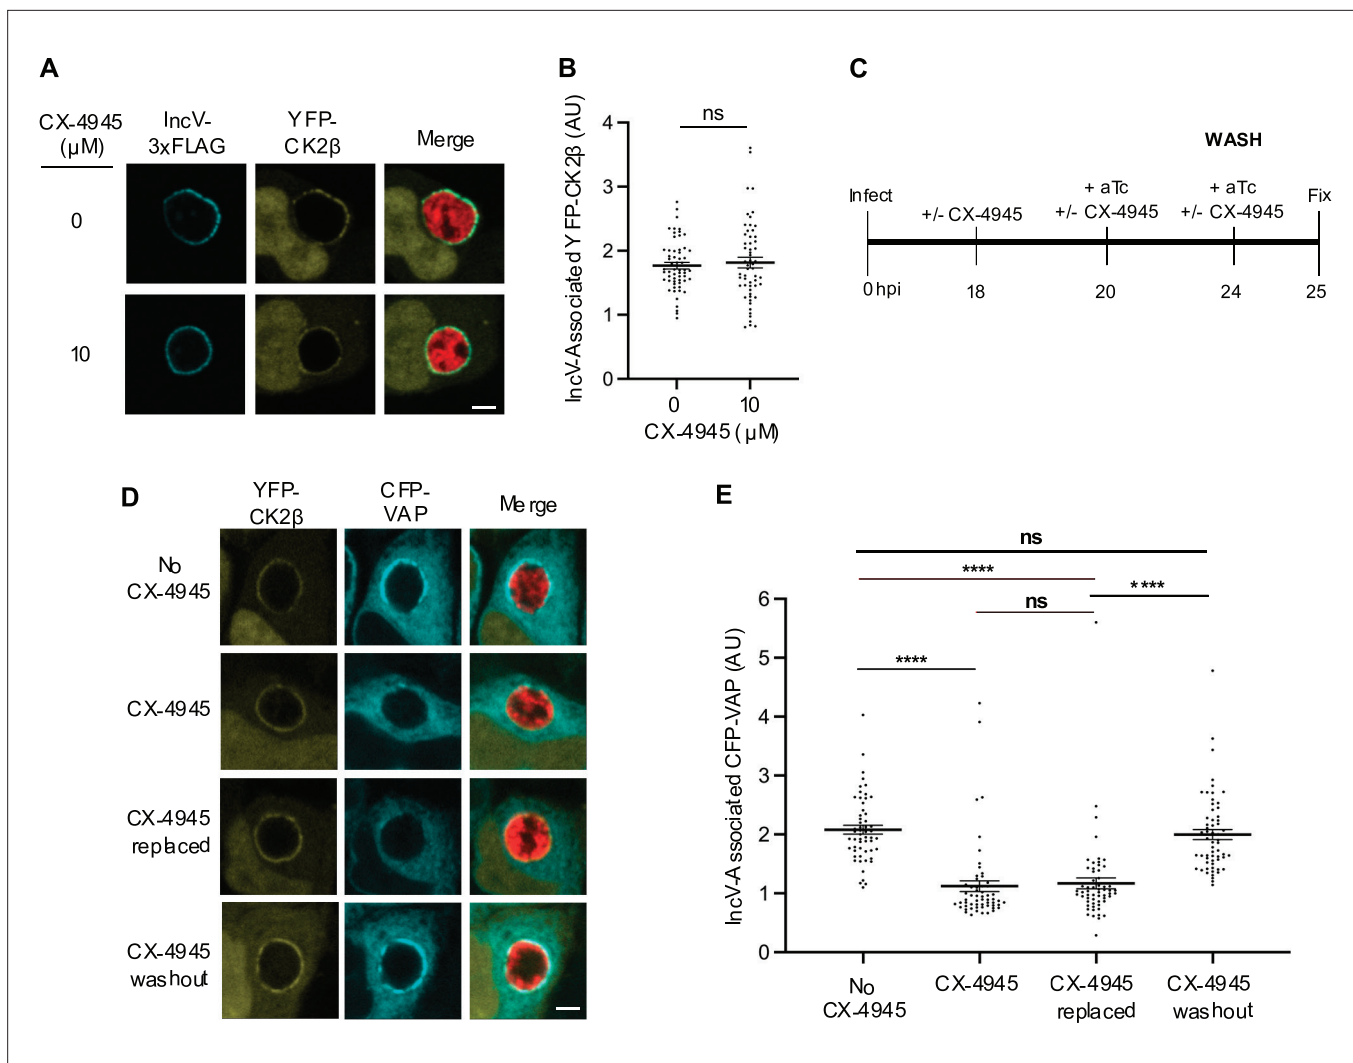 A
CX-4945
(µM)
IncV-
3xFLAG
YFP-
CK2β
Merge
0
10
B
IncV-Associated YFP-CK2β (AU)
4
3
2
1
0
ns
0
10
CX-4945 (µM)
C
WASH
Infect
+/- CX-4945
+ aTc
+/- CX-4945
+ aTc
+/- CX-4945
Fix
0 hpi
18
20
24
25
D
YFP-
CK2β
CFP-
VAP
Merge
No
CX-4945
CX-4945
CX-4945
replaced
CX-4945
washout
E
IncV-Associated CFP-VAP (AU)
ns
****
****
ns
****
6
5
4
3
2
1
0
No
CX-4945
CX-4945
CX-4945
replaced
CX-4945
washout